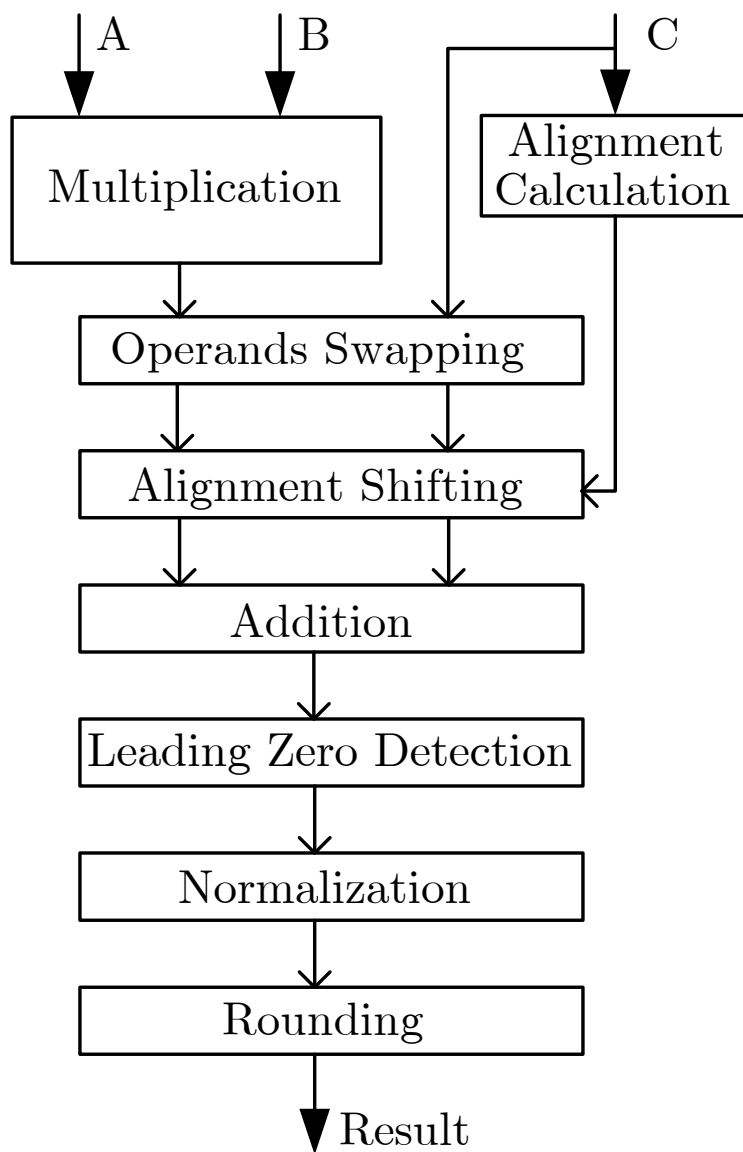 A
B
C
Multiplication
Alignment
Calculation
Operands Swapping
Alignment Shifting
Addition
Leading Zero Detection
Normalization
Rounding
Result